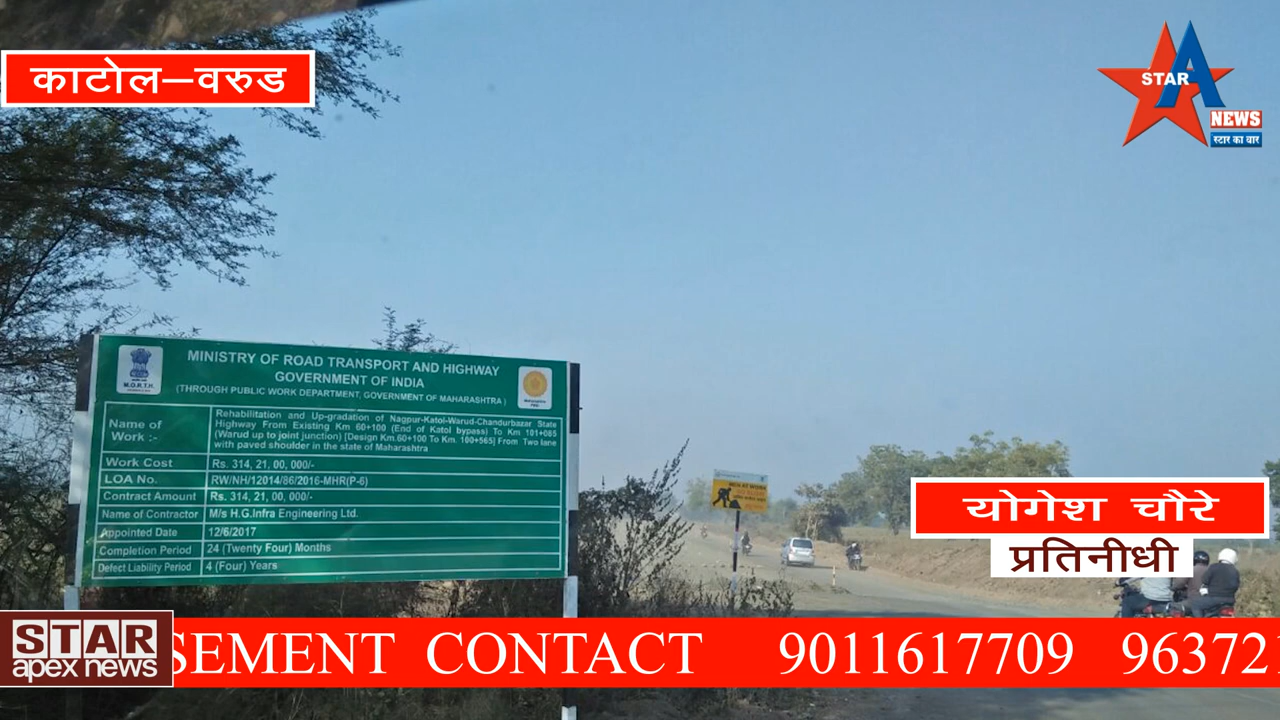 काटोल–वरुड
STAR
A
NEWS
स्टार का वार
MINISTRY OF ROAD TRANSPORT AND HIGHWAY
GOVERNMENT OF INDIA
(THROUGH PUBLIC WORK DEPARTMENT, GOVERNMENT OF MAHARASHTRA)
M.O.R.T.H.
Name of Work :- Rehabilitation and Up-gradation of Nagpur-Katol-Warud-Chandurbazar State
Highway From Existing Km 60+100 (End of Katol bypass) To Km 101+085
(Warud up to joint junction) [Design Km.60+100 To Km. 100+565] From Two lane
with paved shoulder in the state of Maharashtra
Work Cost Rs. 314, 21, 00, 000/-
LOA No. RW/NH/12014/86/2016-MHR(P-6)
Contract Amount Rs. 314, 21, 00, 000/-
Name of Contractor M/s H.G.Infra Engineering Ltd.
Appointed Date 12/6/2017
Completion Period 24 (Twenty Four) Months
Defect Liability Period 4 (Four) Years
योगेश चौरे
प्रतिनीधी
STAR
apex news
SEMENT CONTACT 9011617709 96372